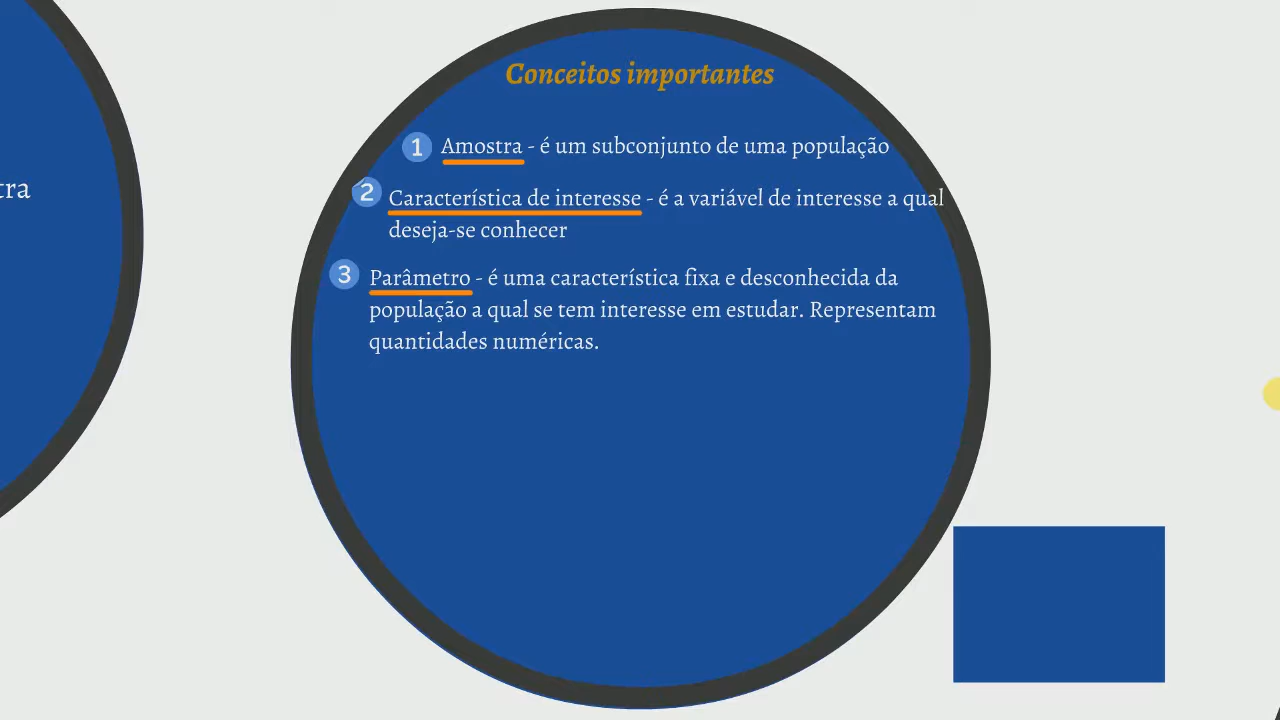 Conceitos importantes
tra
1 Amostra - é um subconjunto de uma população
2 Característica de interesse - é a variável de interesse a qual
deseja-se conhecer
3 Parâmetro - é uma característica fixa e desconhecida da
população a qual se tem interesse em estudar. Representam
quantidades numéricas.